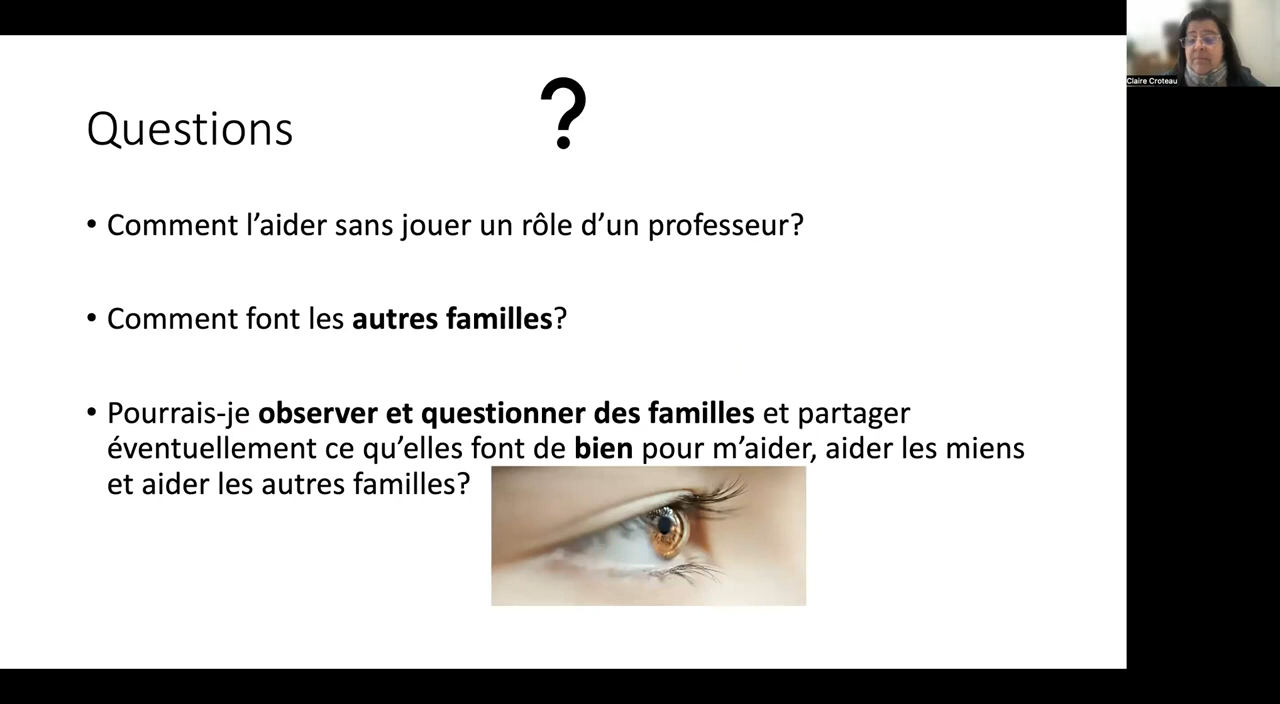 Questions
?
• Comment l’aider sans jouer un rôle d’un professeur?
• Comment font les autres familles?
• Pourrais-je observer et questionner des familles et partager
éventuellement ce qu’elles font de bien pour m’aider, aider les miens
et aider les autres familles?
Claire Croteau